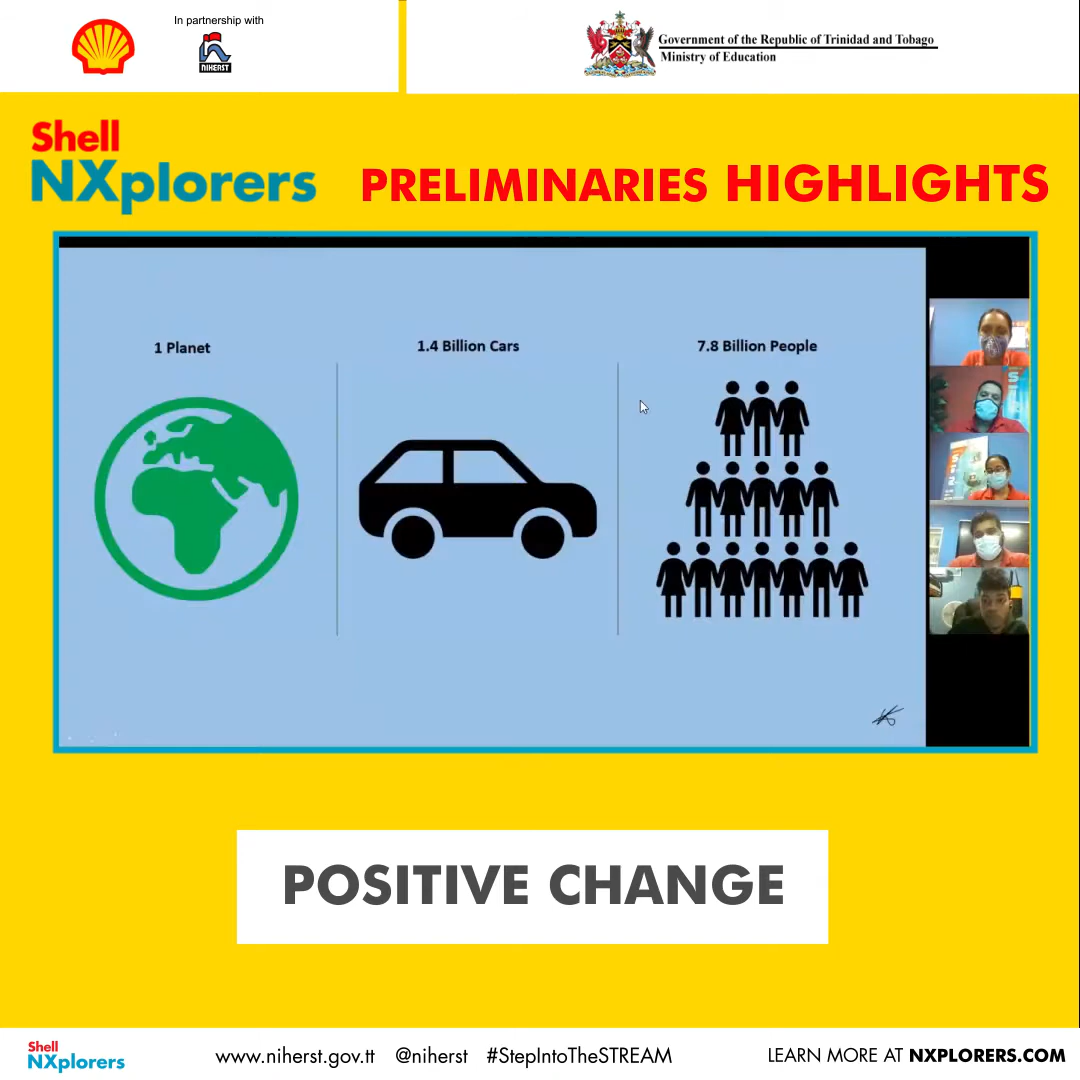 In partnership with
NIHERST
Government of the Republic of Trinidad and Tobago
Ministry of Education
Shell
NXplorers
PRELIMINARIES HIGHLIGHTS
1 Planet
1.4 Billion Cars
7.8 Billion People
POSITIVE CHANGE
Shell
NXplorers
www.niherst.gov.tt @niherst #StepIntoTheSTREAM
LEARN MORE AT NXPLORERS.COM